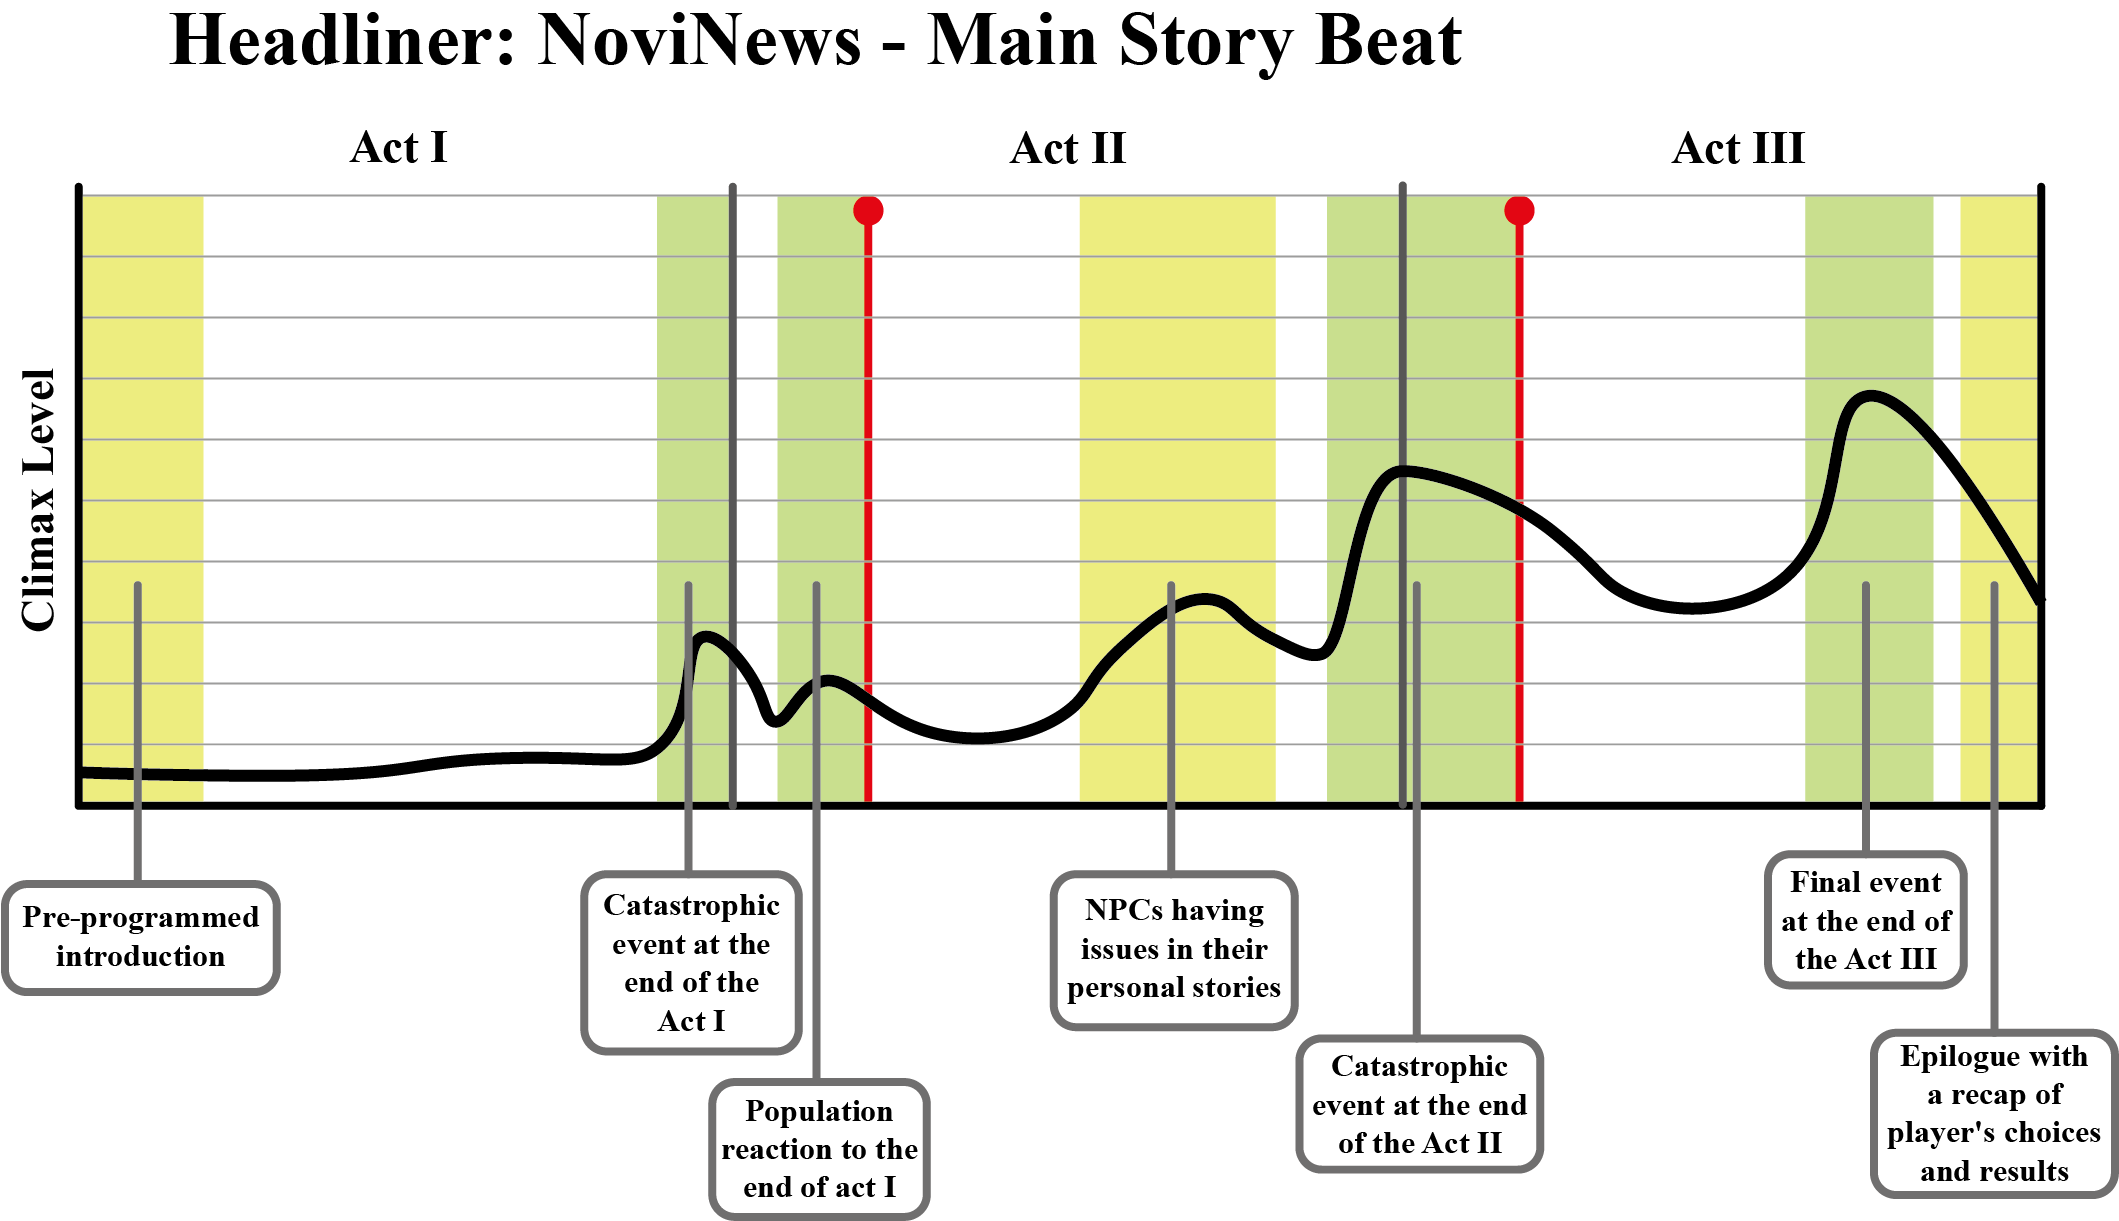 Headliner: NoviNews - Main Story Beat
Act I
Act II
Act III
Climax Level
Pre-programmed
introduction
Catastrophic
event at the
end of the
Act I
Population
reaction to the
end of act I
NPCs having
issues in their
personal stories
Catastrophic
event at the end
of the Act II
Final event
at the end of
the Act III
Epilogue with
a recap of
player's choices
and results